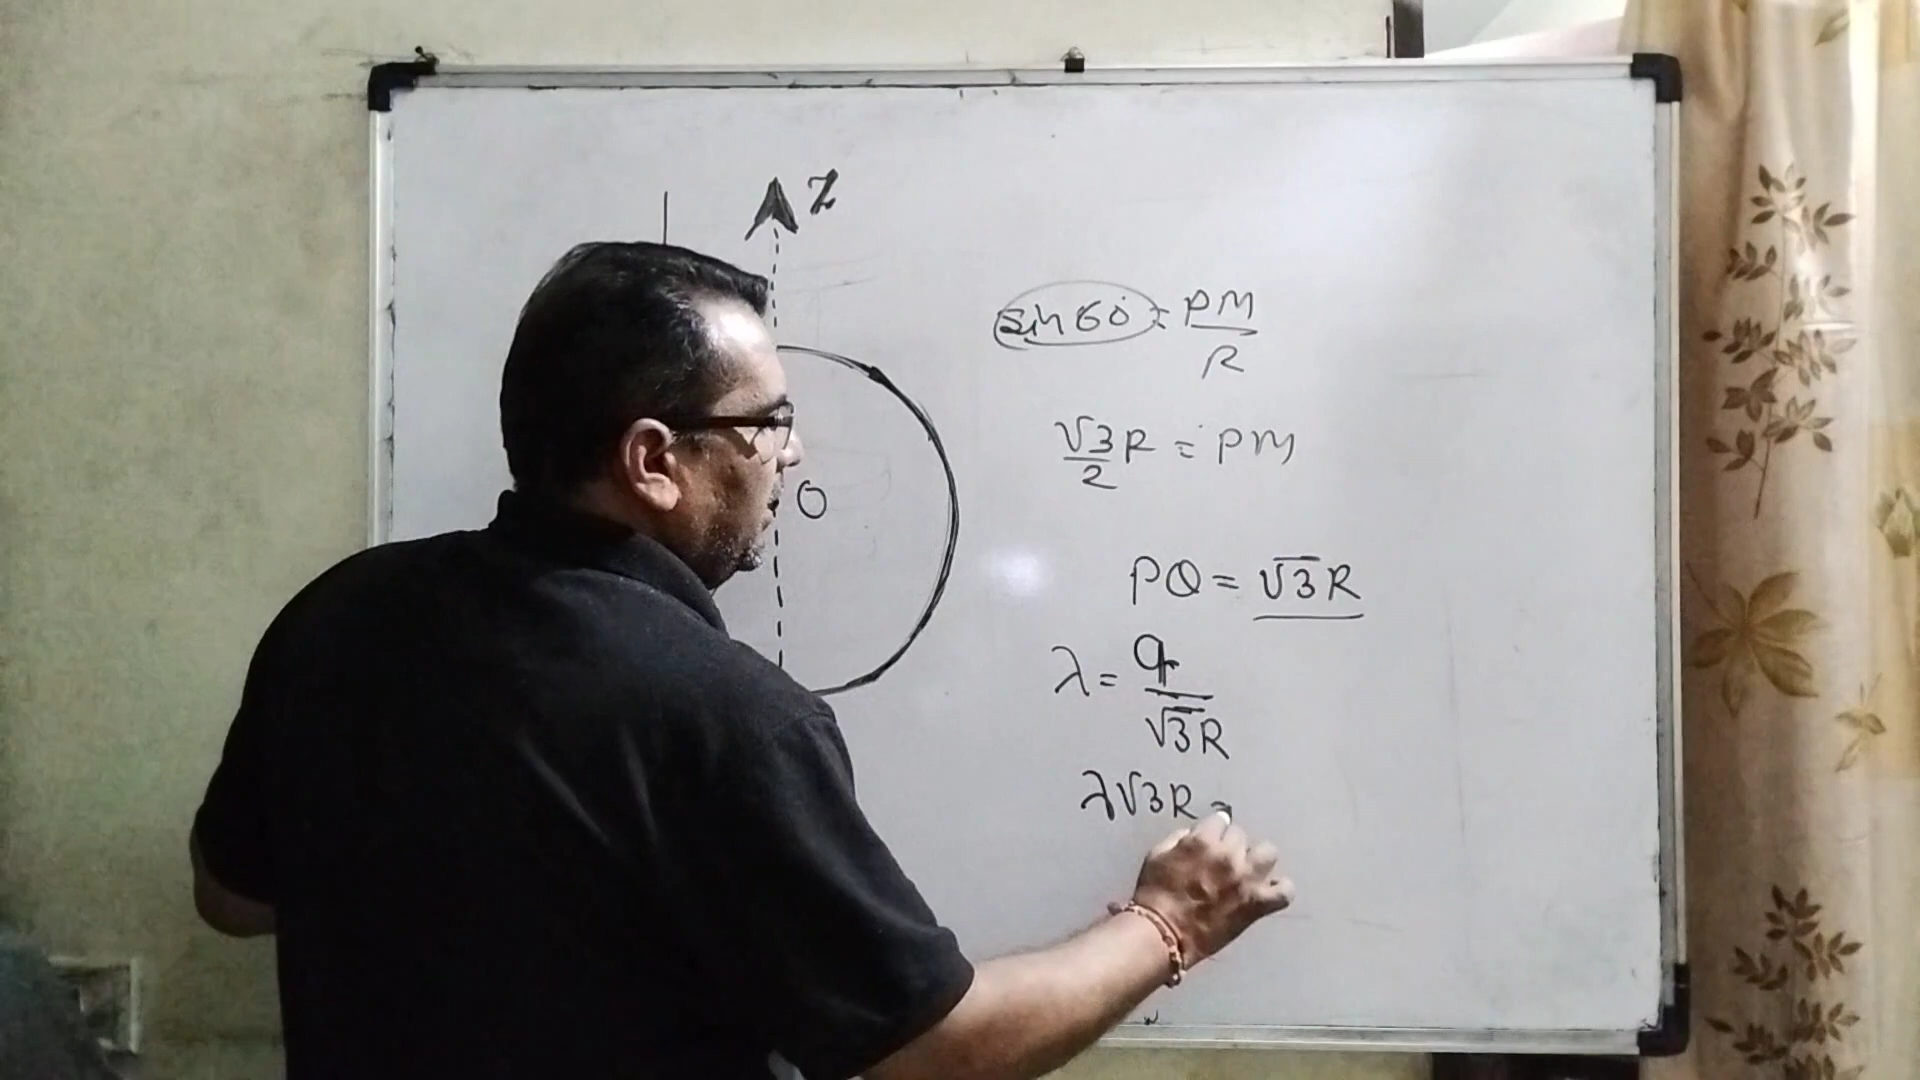 Z
O
sin 60° = PM/R
√3/2 R = PM
PQ = √3R
λ = q/√3R
λ√3R =